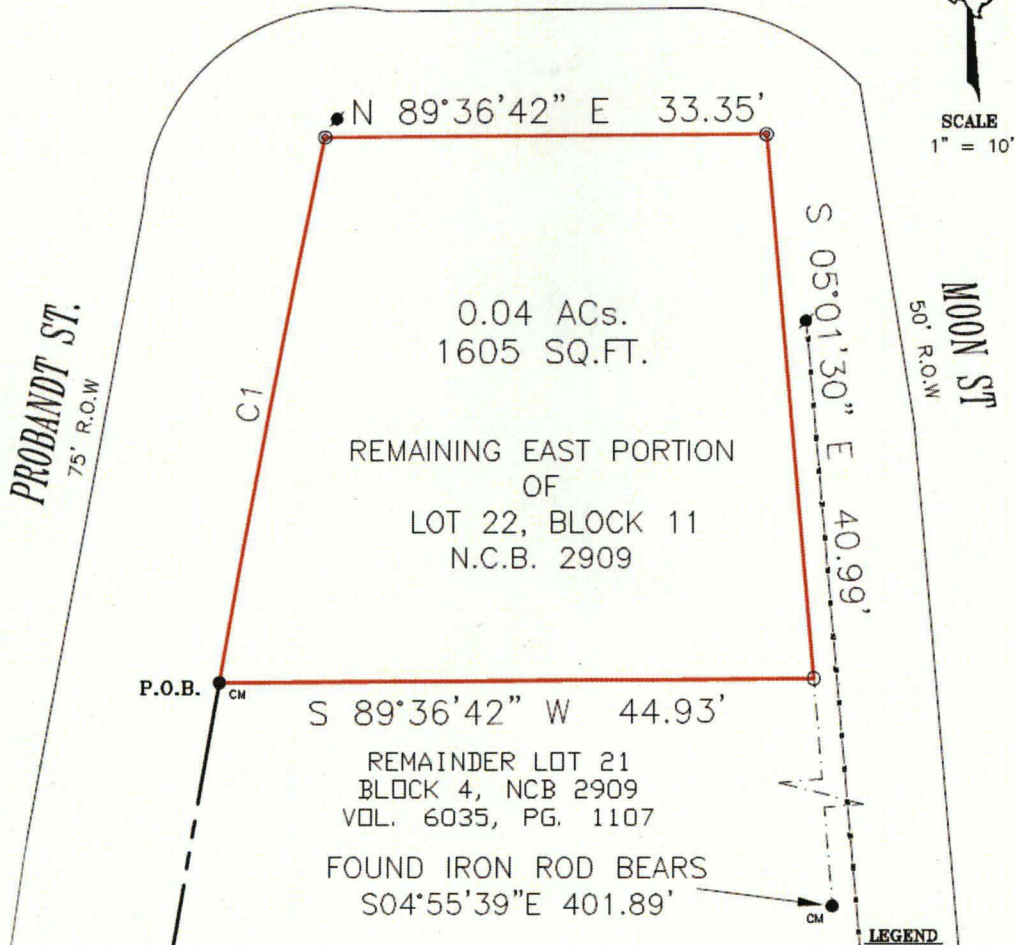 N 89°36'42" E 33.35'
SCALE
1" = 10'
S 05°01'30" E 40.99'
0.04 ACs.
1605 SQ.FT.
PROBANDT ST.
75' R.O.W
C1
MOON ST
50' R.O.W
REMAINING EAST PORTION
OF
LOT 22, BLOCK 11
N.C.B. 2909
P.O.B.
CM
S 89°36'42" W 44.93'
REMAINDER LOT 21
BLOCK 4, NCB 2909
VOL. 6035, PG. 1107
FOUND IRON ROD BEARS
S04°55'39"E 401.89'
CM
LEGEND